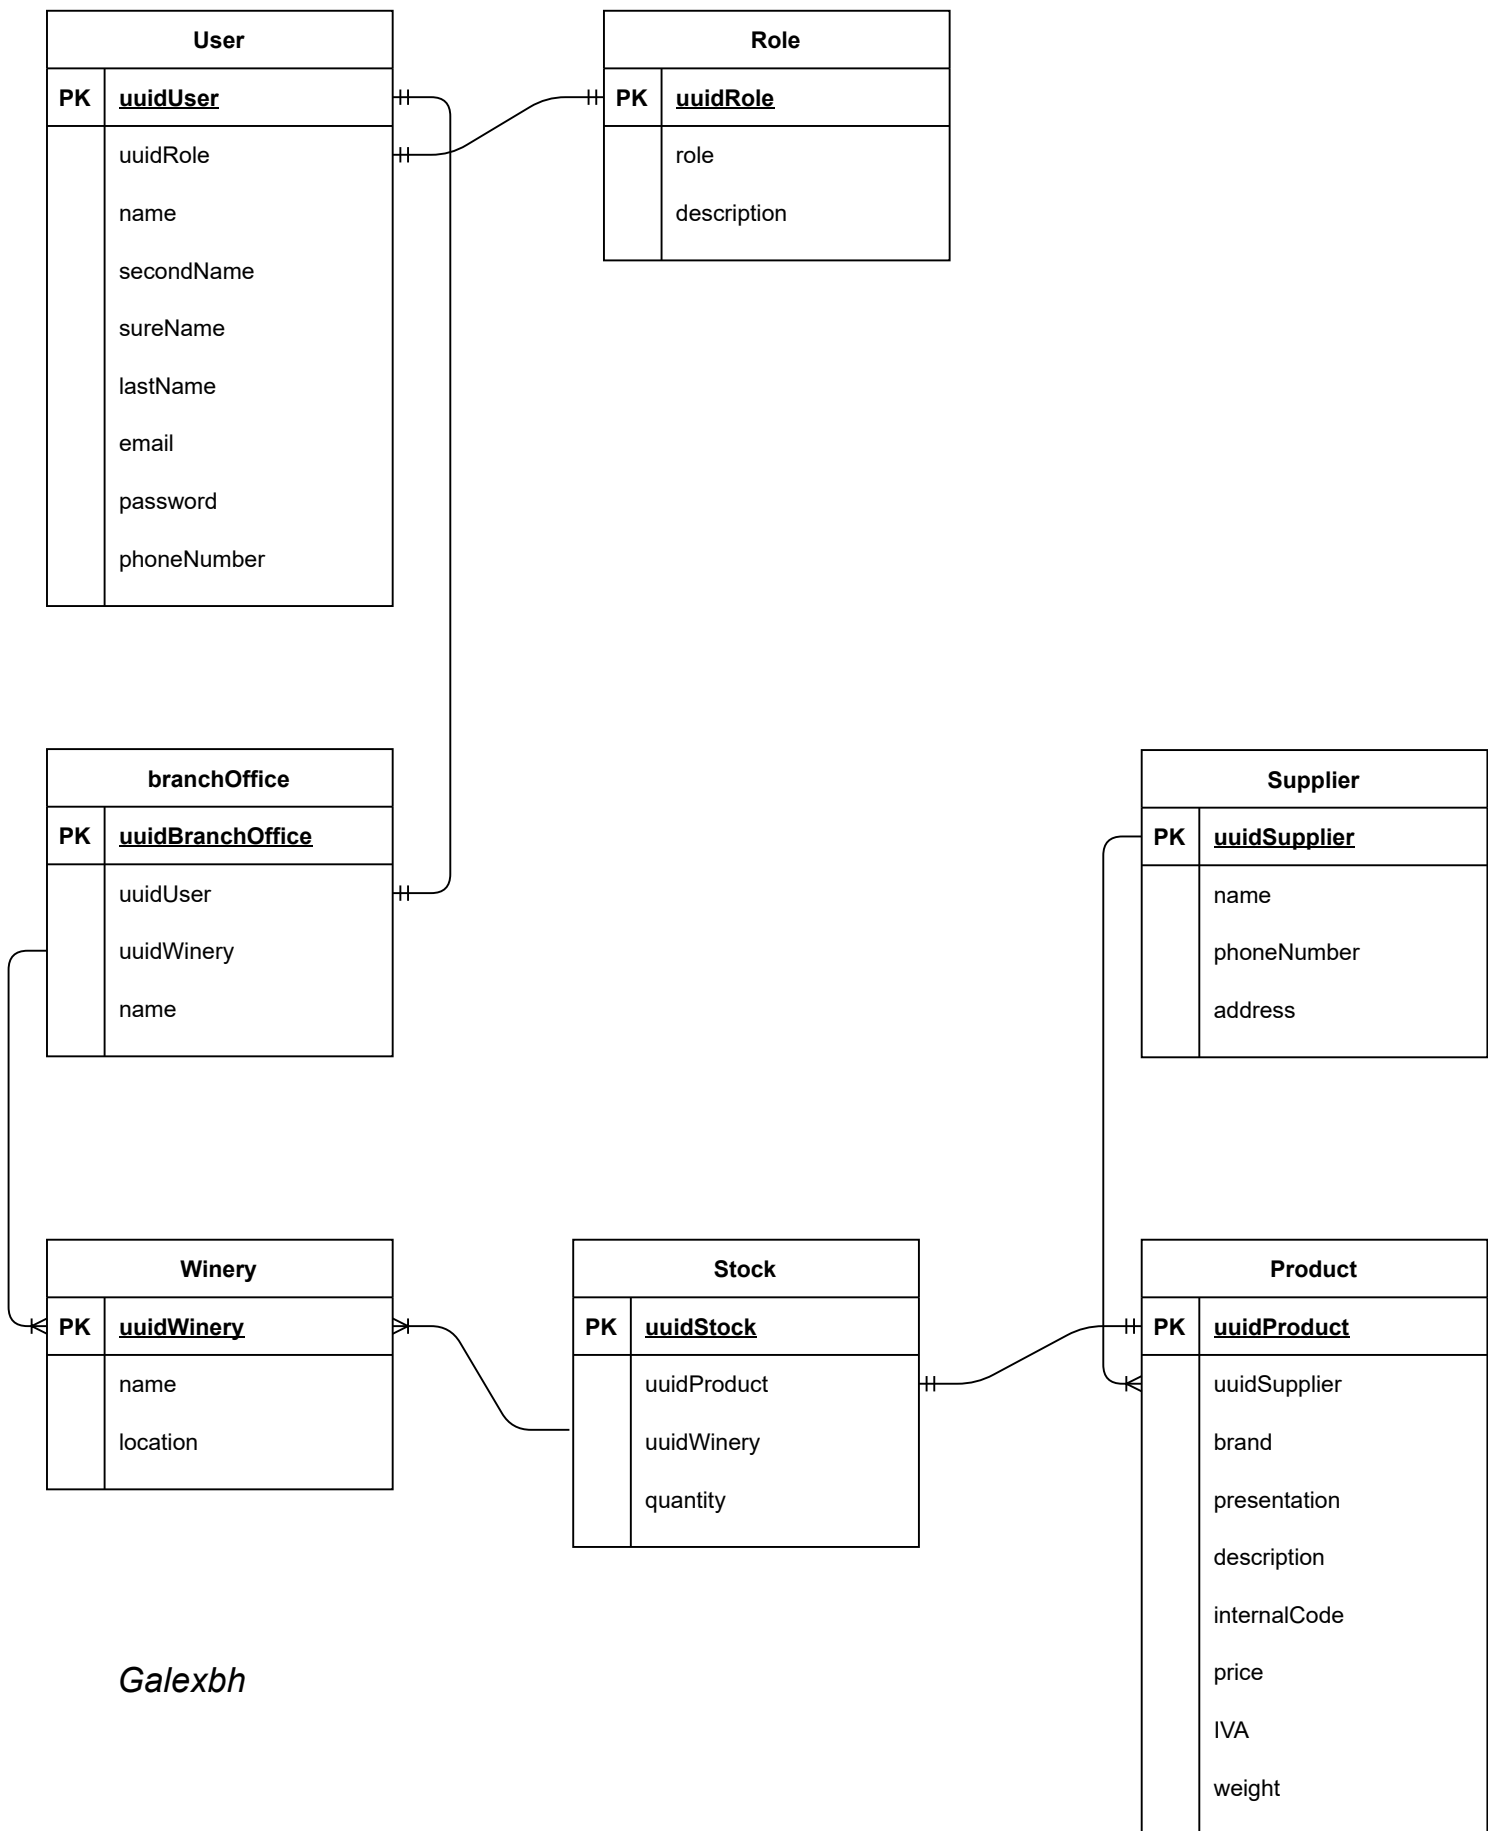 User
PK uuidUser
uuidRole
name
secondName
sureName
lastName
email
password
phoneNumber
Role
PK uuidRole
role
description
branchOffice
PK uuidBranchOffice
uuidUser
uuidWinery
name
Supplier
PK uuidSupplier
name
phoneNumber
address
Winery
PK uuidWinery
name
location
Stock
PK uuidStock
uuidProduct
uuidWinery
quantity
Product
PK uuidProduct
uuidSupplier
brand
presentation
description
internalCode
price
IVA
weight
Galexbh